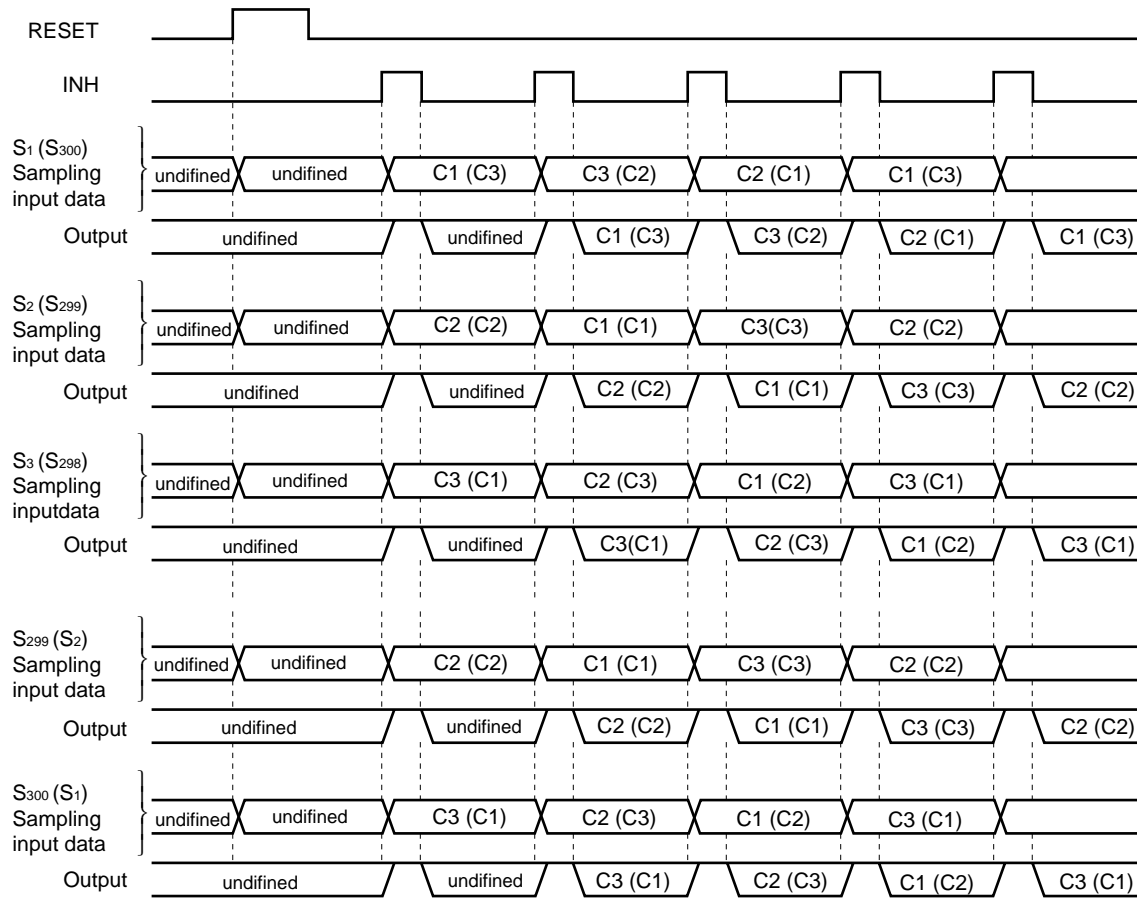 RESET
INH
S1 (S300)
Sampling
input data
undifined undifined C1 (C3) C3 (C2) C2 (C1) C1 (C3)
Output undifined undifined C1 (C3) C3 (C2) C2 (C1) C1 (C3)
S2 (S299)
Sampling
input data
undifined undifined C2 (C2) C1 (C1) C3(C3) C2 (C2)
Output undifined undifined C2 (C2) C1 (C1) C3 (C3) C2 (C2)
S3 (S298)
Sampling
inputdata
undifined undifined C3 (C1) C2 (C3) C1 (C2) C3 (C1)
Output undifined undifined C3(C1) C2 (C3) C1 (C2) C3 (C1)
S299 (S2)
Sampling
input data
undifined undifined C2 (C2) C1 (C1) C3 (C3) C2 (C2)
Output undifined undifined C2 (C2) C1 (C1) C3 (C3) C2 (C2)
S300 (S1)
Sampling
input data
undifined undifined C3 (C1) C2 (C3) C1 (C2) C3 (C1)
Output undifined undifined C3 (C1) C2 (C3) C1 (C2) C3 (C1)